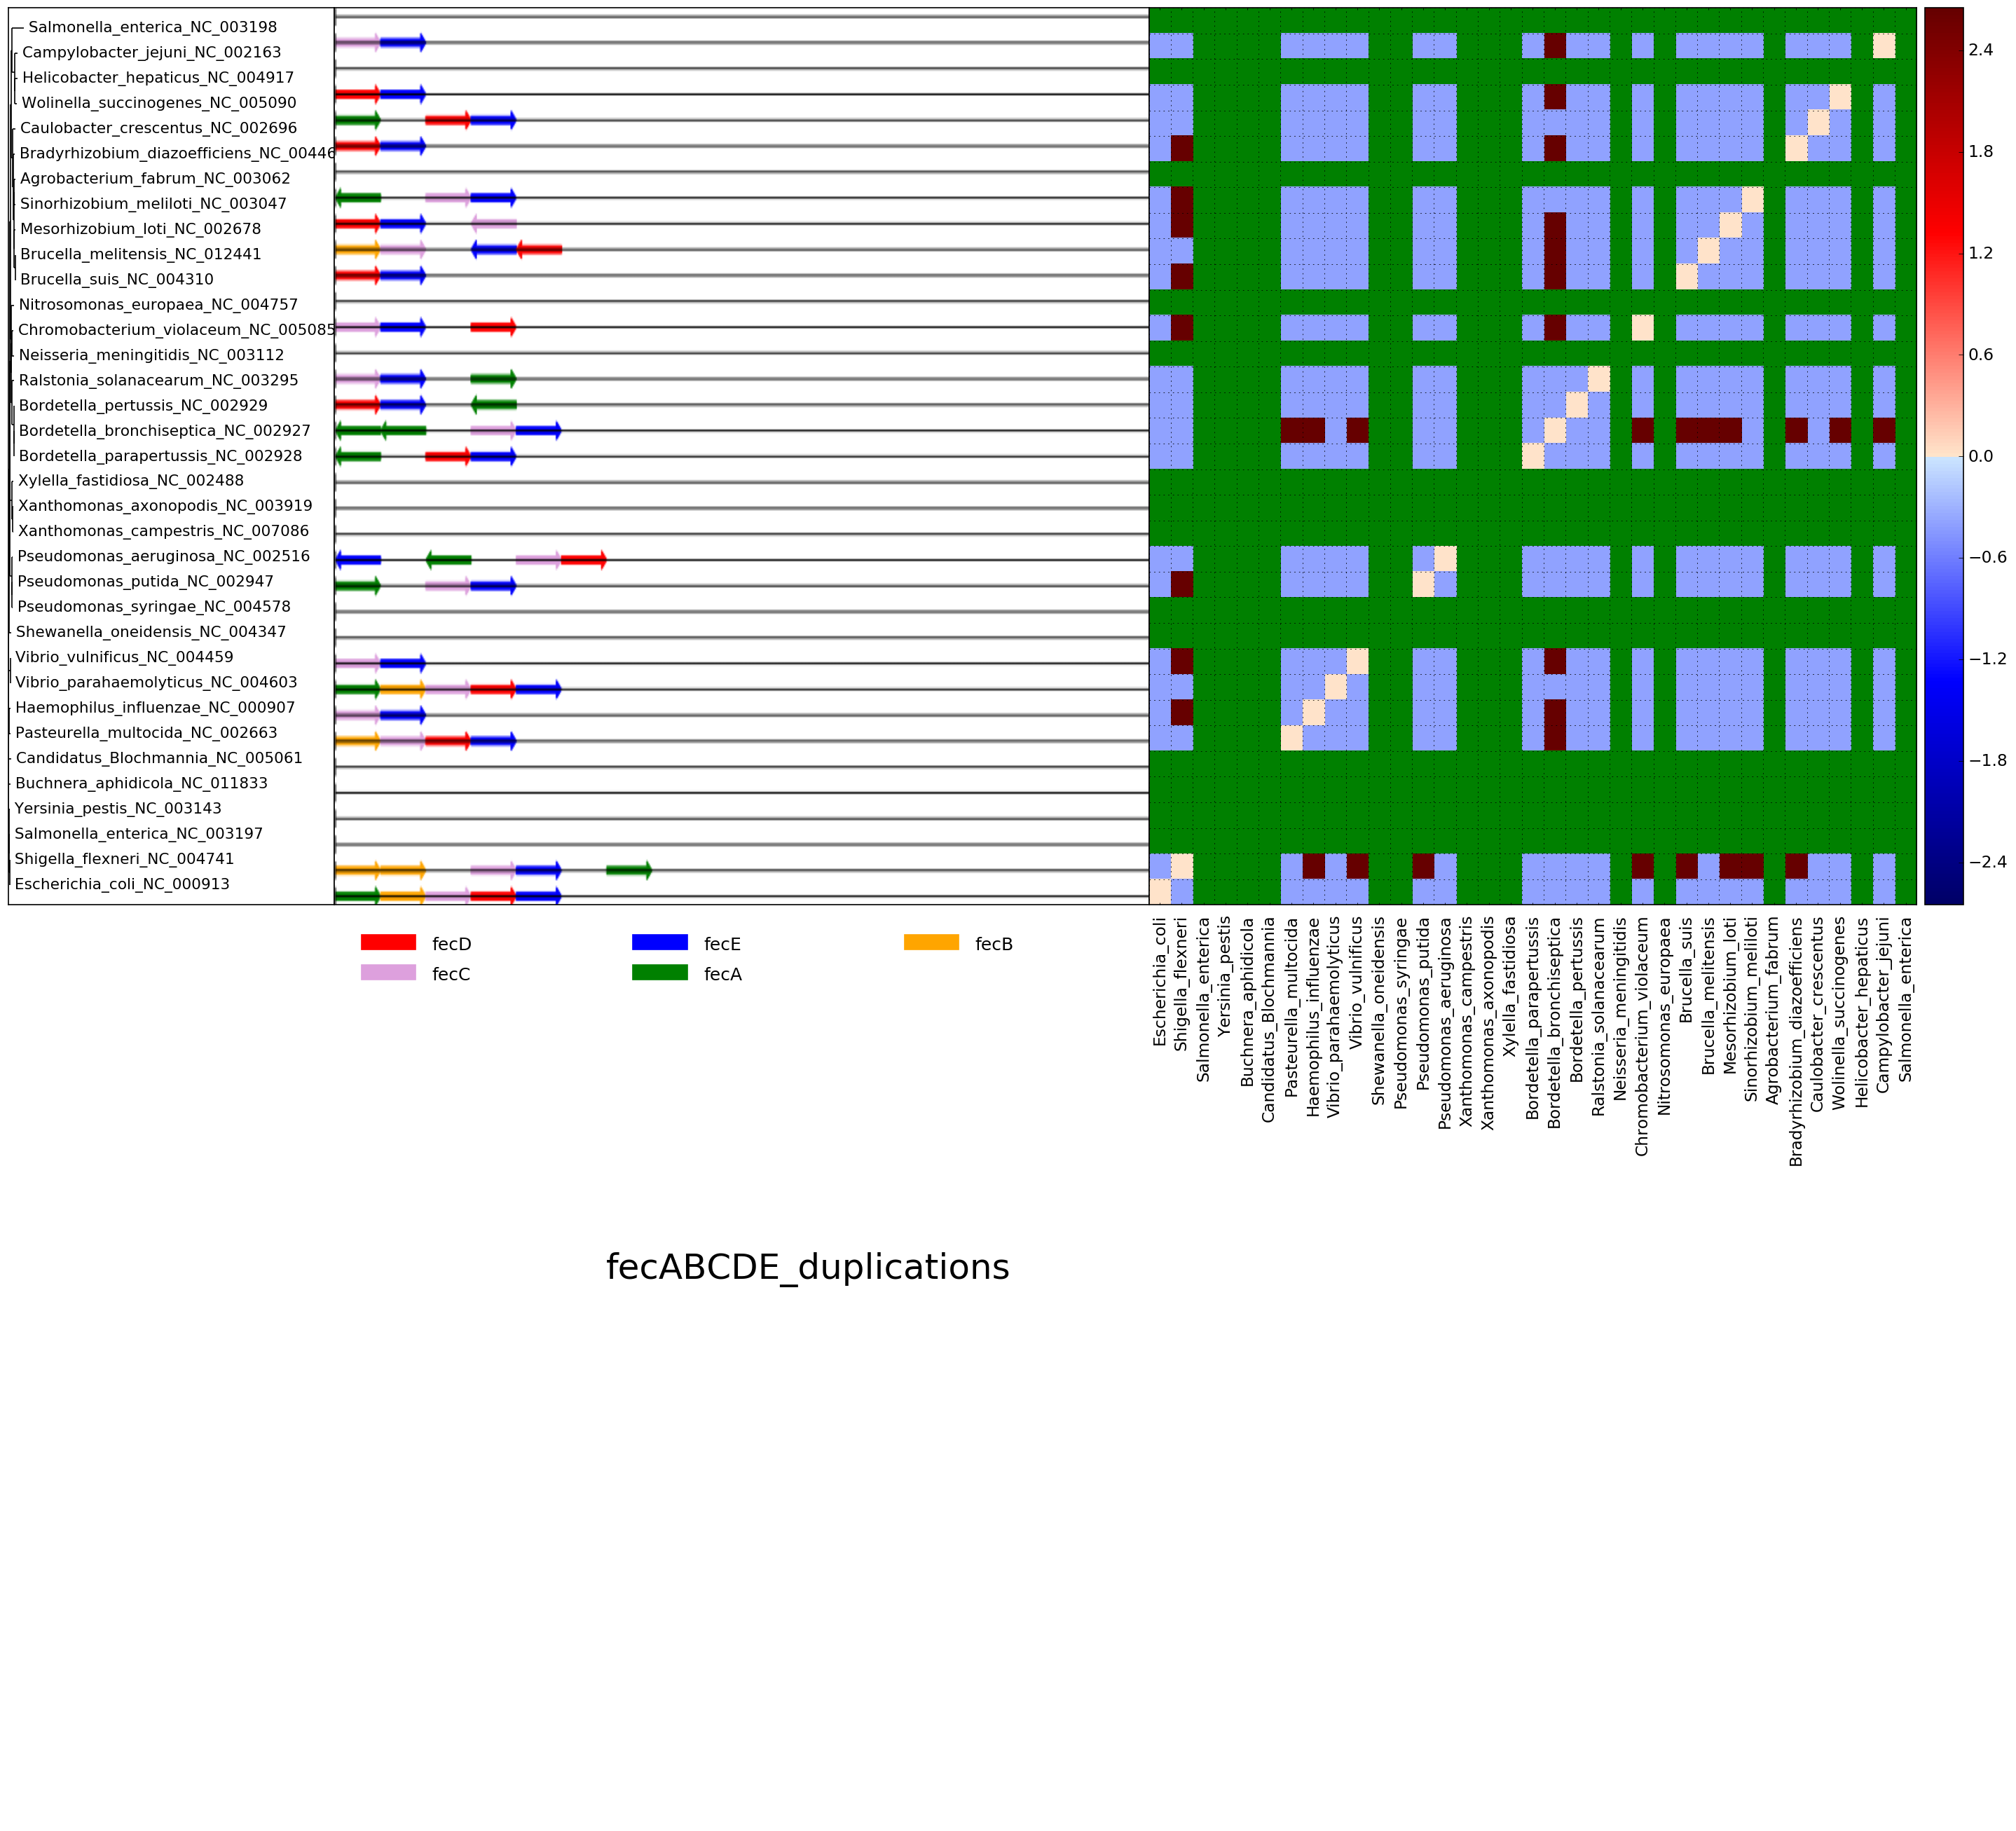 Salmonella_enterica_NC_003198
Campylobacter_jejuni_NC_002163
Helicobacter_hepaticus_NC_004917
Wolinella_succinogenes_NC_005090
Caulobacter_crescentus_NC_002696
Bradyrhizobium_diazoefficiens_NC_00446
Agrobacterium_fabrum_NC_003062
Sinorhizobium_meliloti_NC_003047
Mesorhizobium_loti_NC_002678
Brucella_melitensis_NC_012441
Brucella_suis_NC_004310
Nitrosomonas_europaea_NC_004757
Chromobacterium_violaceum_NC_005085
Neisseria_meningitidis_NC_003112
Ralstonia_solanacearum_NC_003295
Bordetella_pertussis_NC_002929
Bordetella_bronchiseptica_NC_002927
Bordetella_parapertussis_NC_002928
Xylella_fastidiosa_NC_002488
Xanthomonas_axonopodis_NC_003919
Xanthomonas_campestris_NC_007086
Pseudomonas_aeruginosa_NC_002516
Pseudomonas_putida_NC_002947
Pseudomonas_syringae_NC_004578
Shewanella_oneidensis_NC_004347
Vibrio_vulnificus_NC_004459
Vibrio_parahaemolyticus_NC_004603
Haemophilus_influenzae_NC_000907
Pasteurella_multocida_NC_002663
Candidatus_Blochmannia_NC_005061
Buchnera_aphidicola_NC_011833
Yersinia_pestis_NC_003143
Salmonella_enterica_NC_003197
Shigella_flexneri_NC_004741
Escherichia_coli_NC_000913
2.4
1.8
1.2
0.6
0.0
−0.6
−1.2
−1.8
−2.4
fecD
fecE
fecB
fecC
fecA
Escherichia_coli
Shigella_flexneri
Salmonella_enterica
Yersinia_pestis
Buchnera_aphidicola
Candidatus_Blochmannia
Pasteurella_multocida
Haemophilus_influenzae
Vibrio_parahaemolyticus
Vibrio_vulnificus
Shewanella_oneidensis
Pseudomonas_syringae
Pseudomonas_putida
Pseudomonas_aeruginosa
Xanthomonas_campestris
Xanthomonas_axonopodis
Xylella_fastidiosa
Bordetella_parapertussis
Bordetella_bronchiseptica
Bordetella_pertussis
Ralstonia_solanacearum
Neisseria_meningitidis
Chromobacterium_violaceum
Nitrosomonas_europaea
Brucella_suis
Brucella_melitensis
Mesorhizobium_loti
Sinorhizobium_meliloti
Agrobacterium_fabrum
Bradyrhizobium_diazoefficiens
Caulobacter_crescentus
Wolinella_succinogenes
Helicobacter_hepaticus
Campylobacter_jejuni
Salmonella_enterica
fecABCDE_duplications